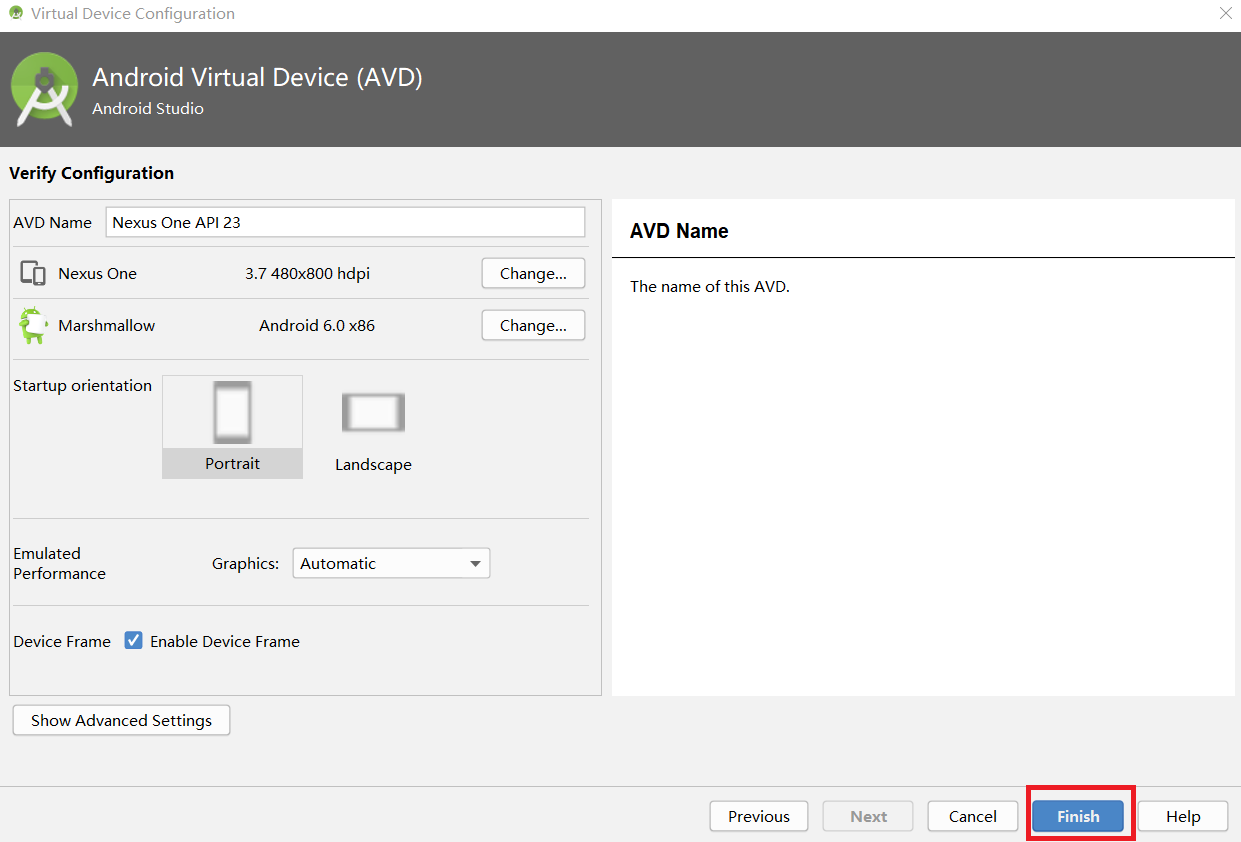 Virtual Device Configuration
Android Virtual Device (AVD)
Android Studio
Verify Configuration
AVD Name Nexus One API 23
Nexus One 3.7 480x800 hdpi Change...
Marshmallow Android 6.0 x86 Change...
Startup orientation
Portrait Landscape
Emulated
Performance
Graphics: Automatic
Device Frame Enable Device Frame
Show Advanced Settings
AVD Name
The name of this AVD.
Previous Next Cancel Finish Help